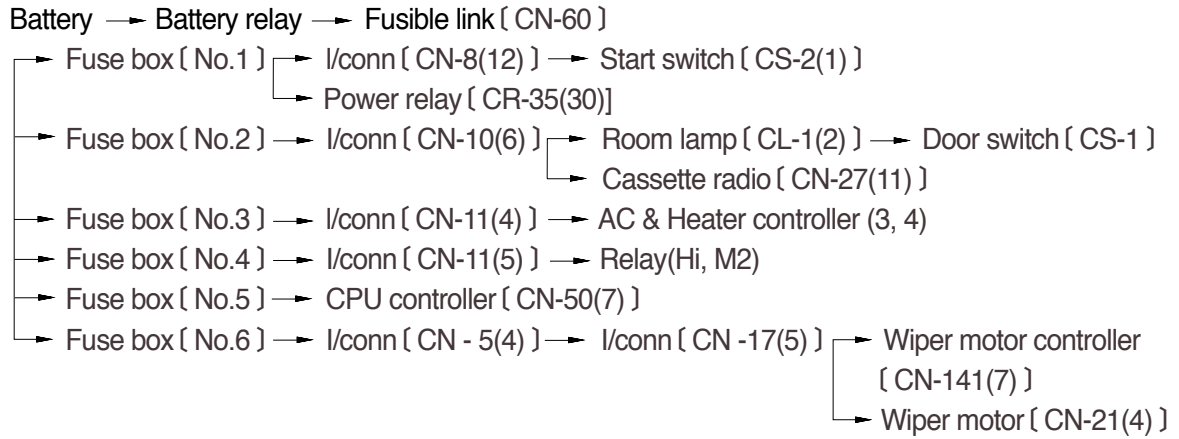 Battery → Battery relay → Fusible link〔 CN-60 〕
Fuse box〔 No.1 〕 → I/conn〔 CN-8(12) 〕 → Start switch〔 CS-2(1) 〕
→ Power relay〔 CR-35(30)]
Fuse box〔 No.2 〕 → I/conn〔 CN-10(6) 〕 → Room lamp〔 CL-1(2) 〕 → Door switch〔 CS-1 〕
→ Cassette radio〔 CN-27(11) 〕
Fuse box〔 No.3 〕 → I/conn〔 CN-11(4) 〕 → AC & Heater controller (3, 4)
Fuse box〔 No.4 〕 → I/conn〔 CN-11(5) 〕 → Relay(Hi, M2)
Fuse box〔 No.5 〕 → CPU controller〔 CN-50(7) 〕
Fuse box〔 No.6 〕 → I/conn〔 CN - 5(4) 〕 → I/conn〔 CN -17(5) 〕 → Wiper motor controller
〔 CN-141(7) 〕
→ Wiper motor〔 CN-21(4) 〕